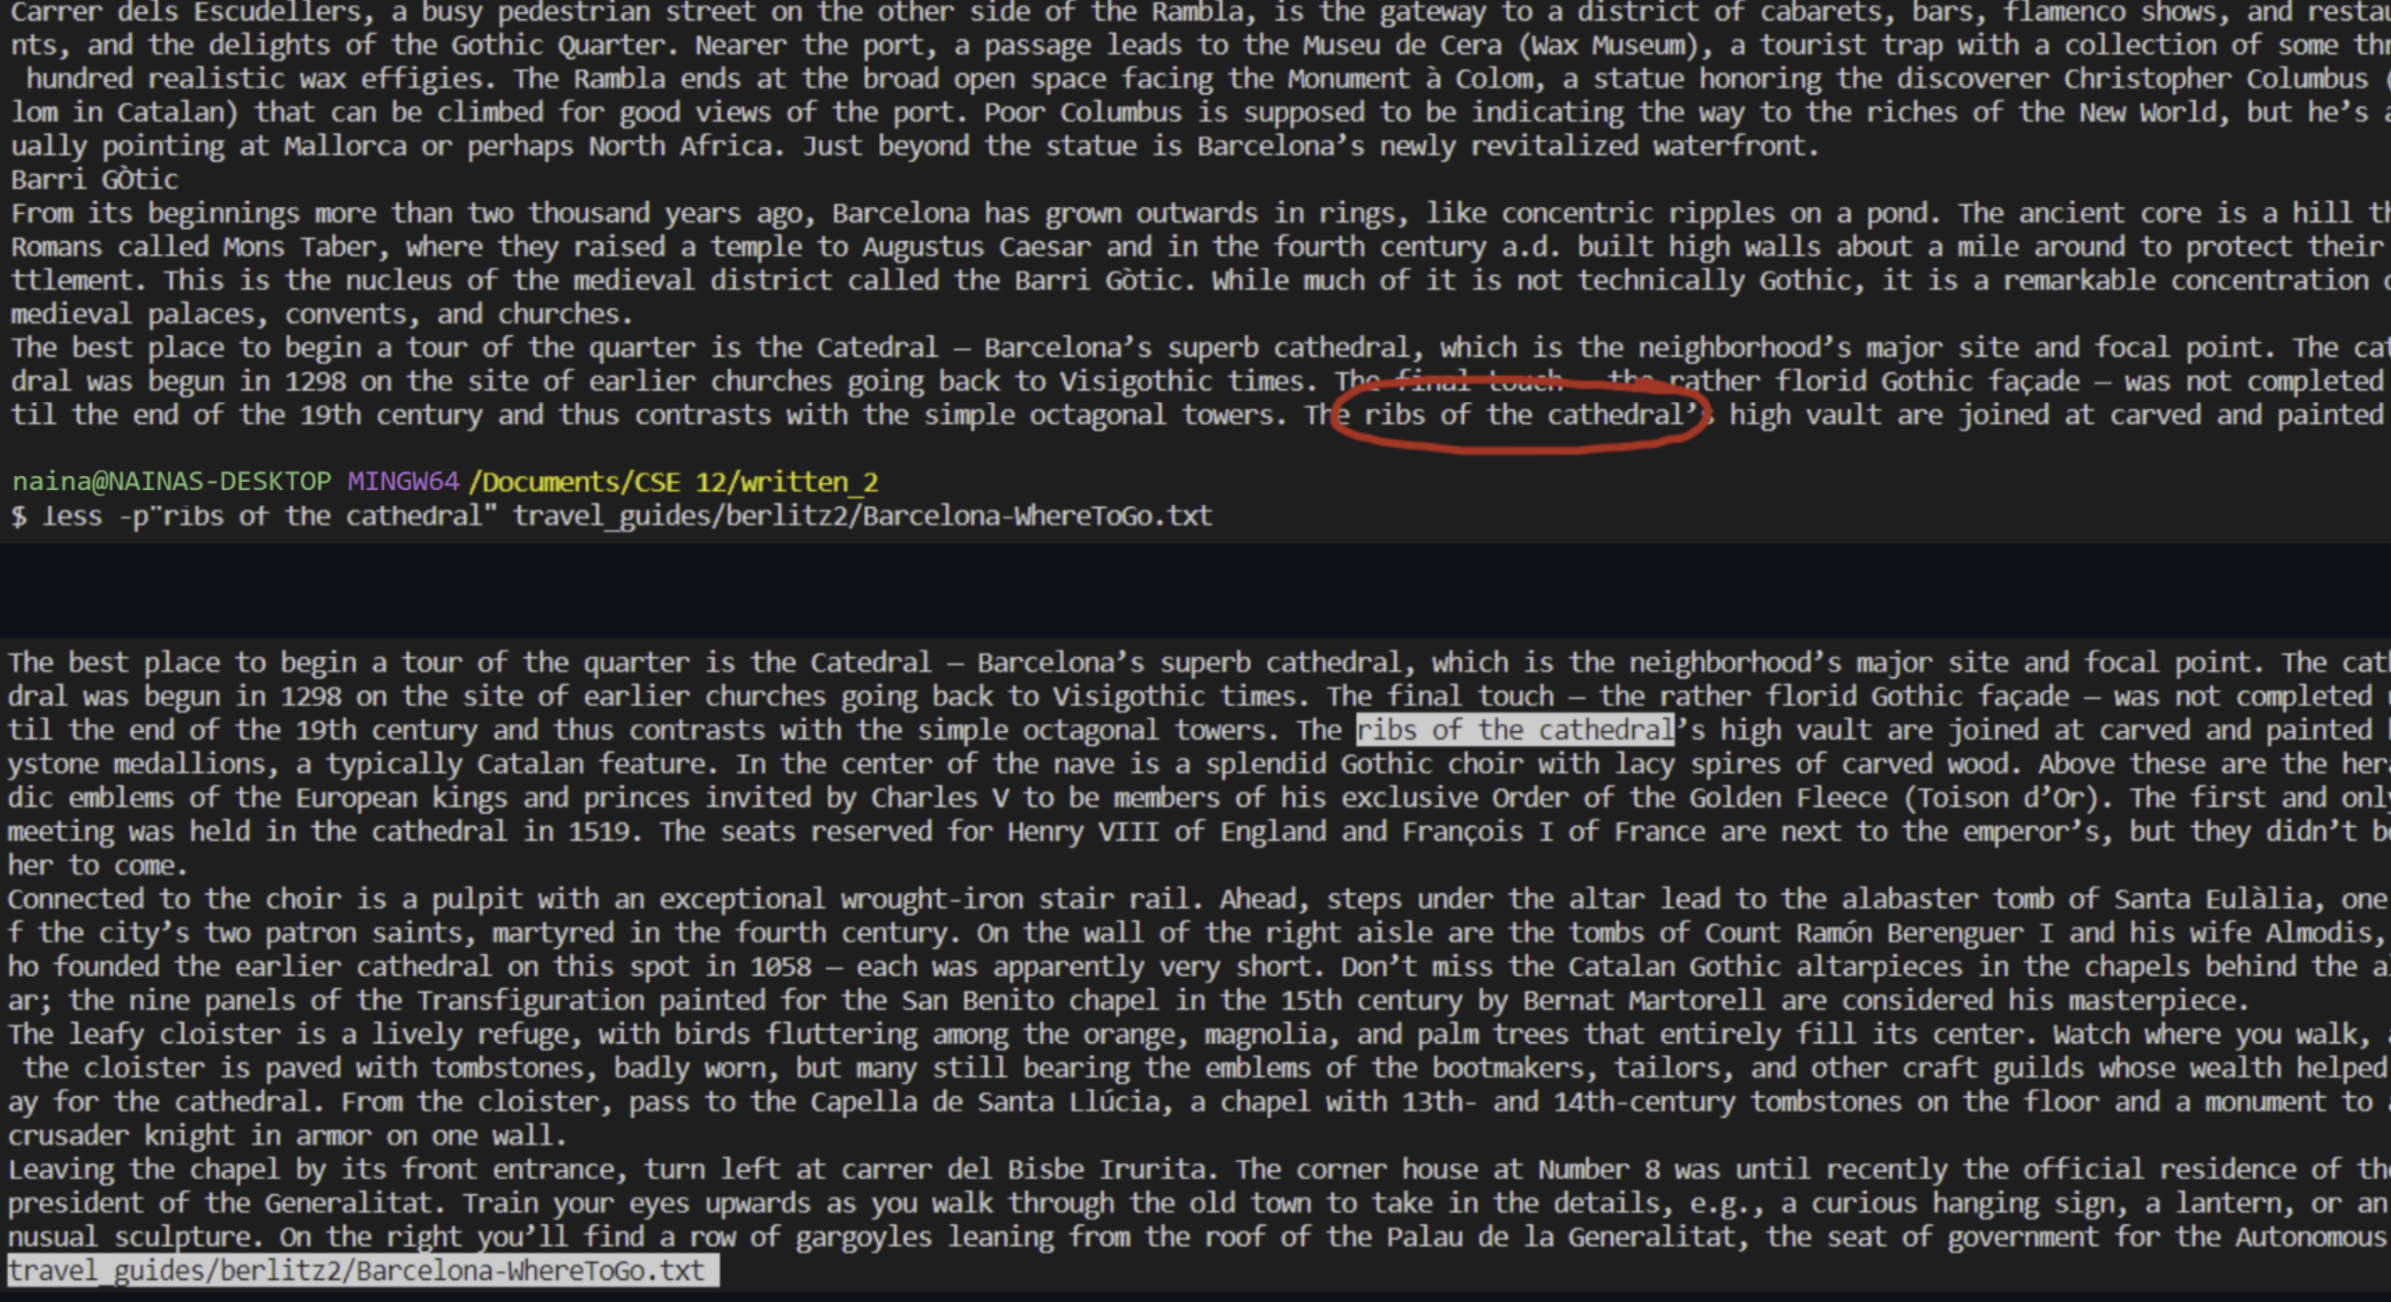 Carrer dels Escudellers, a busy pedestrian street on the other side of the Rambla, is the gateway to a district of cabarets, bars, flamenco shows, and restau
nts, and the delights of the Gothic Quarter. Nearer the port, a passage leads to the Museu de Cera (Wax Museum), a tourist trap with a collection of some thr
hundred realistic wax effigies. The Rambla ends at the broad open space facing the Monument à Colom, a statue honoring the discoverer Christopher Columbus (
lom in Catalan) that can be climbed for good views of the port. Poor Columbus is supposed to be indicating the way to the riches of the New World, but he’s a
ually pointing at Mallorca or perhaps North Africa. Just beyond the statue is Barcelona’s newly revitalized waterfront.
Barri GÒtic
From its beginnings more than two thousand years ago, Barcelona has grown outwards in rings, like concentric ripples on a pond. The ancient core is a hill th
Romans called Mons Taber, where they raised a temple to Augustus Caesar and in the fourth century a.d. built high walls about a mile around to protect their
ttlement. This is the nucleus of the medieval district called the Barri Gòtic. While much of it is not technically Gothic, it is a remarkable concentration o
medieval palaces, convents, and churches.
The best place to begin a tour of the quarter is the Catedral — Barcelona’s superb cathedral, which is the neighborhood’s major site and focal point. The cat
dral was begun in 1298 on the site of earlier churches going back to Visigothic times. The final touch — the rather florid Gothic façade — was not completed
til the end of the 19th century and thus contrasts with the simple octagonal towers. The ribs of the cathedral’s high vault are joined at carved and painted
naina@NAINAS-DESKTOP MINGW64 /Documents/CSE 12/written_2
$ less -p"ribs of the cathedral" travel_guides/berlitz2/Barcelona-WhereToGo.txt
The best place to begin a tour of the quarter is the Catedral — Barcelona’s superb cathedral, which is the neighborhood’s major site and focal point. The cath
dral was begun in 1298 on the site of earlier churches going back to Visigothic times. The final touch — the rather florid Gothic façade — was not completed u
til the end of the 19th century and thus contrasts with the simple octagonal towers. The ribs of the cathedral’s high vault are joined at carved and painted k
ystone medallions, a typically Catalan feature. In the center of the nave is a splendid Gothic choir with lacy spires of carved wood. Above these are the hera
dic emblems of the European kings and princes invited by Charles V to be members of his exclusive Order of the Golden Fleece (Toison d’Or). The first and only
meeting was held in the cathedral in 1519. The seats reserved for Henry VIII of England and François I of France are next to the emperor’s, but they didn’t bo
her to come.
Connected to the choir is a pulpit with an exceptional wrought-iron stair rail. Ahead, steps under the altar lead to the alabaster tomb of Santa Eulàlia, one
f the city’s two patron saints, martyred in the fourth century. On the wall of the right aisle are the tombs of Count Ramón Berenguer I and his wife Almodis,
ho founded the earlier cathedral on this spot in 1058 — each was apparently very short. Don’t miss the Catalan Gothic altarpieces in the chapels behind the al
ar; the nine panels of the Transfiguration painted for the San Benito chapel in the 15th century by Bernat Martorell are considered his masterpiece.
The leafy cloister is a lively refuge, with birds fluttering among the orange, magnolia, and palm trees that entirely fill its center. Watch where you walk, a
the cloister is paved with tombstones, badly worn, but many still bearing the emblems of the bootmakers, tailors, and other craft guilds whose wealth helped
ay for the cathedral. From the cloister, pass to the Capella de Santa Llúcia, a chapel with 13th- and 14th-century tombstones on the floor and a monument to a
crusader knight in armor on one wall.
Leaving the chapel by its front entrance, turn left at carrer del Bisbe Irurita. The corner house at Number 8 was until recently the official residence of the
president of the Generalitat. Train your eyes upwards as you walk through the old town to take in the details, e.g., a curious hanging sign, a lantern, or an
nusual sculpture. On the right you’ll find a row of gargoyles leaning from the roof of the Palau de la Generalitat, the seat of government for the Autonomous
travel_guides/berlitz2/Barcelona-WhereToGo.txt